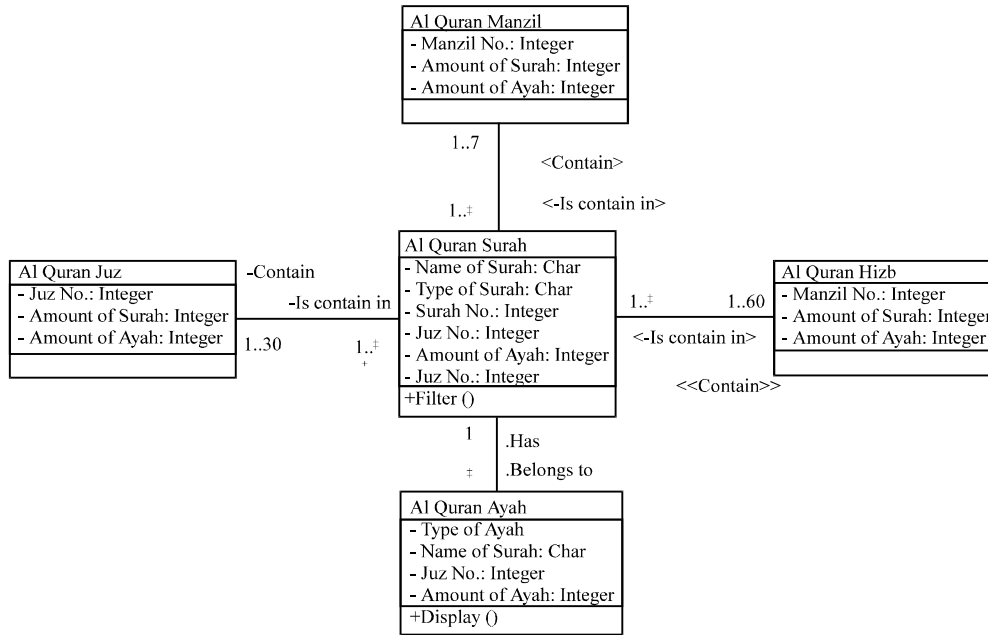 Al Quran Manzil
- Manzil No.: Integer
- Amount of Surah: Integer
- Amount of Ayah: Integer
1..7
<Contain>
<-Is contain in>
1..‡
Al Quran Juz
- Juz No.: Integer
- Amount of Surah: Integer
- Amount of Ayah: Integer
-Contain
-Is contain in
1..30
1..‡
+
Al Quran Surah
- Name of Surah: Char
- Type of Surah: Char
- Surah No.: Integer
- Juz No.: Integer
- Amount of Ayah: Integer
- Juz No.: Integer
+Filter ()
1..‡
1..60
<-Is contain in>
<<Contain>>
Al Quran Hizb
- Manzil No.: Integer
- Amount of Surah: Integer
- Amount of Ayah: Integer
1
.Has
‡
.Belongs to
Al Quran Ayah
- Type of Ayah
- Name of Surah: Char
- Juz No.: Integer
- Amount of Ayah: Integer
+Display ()